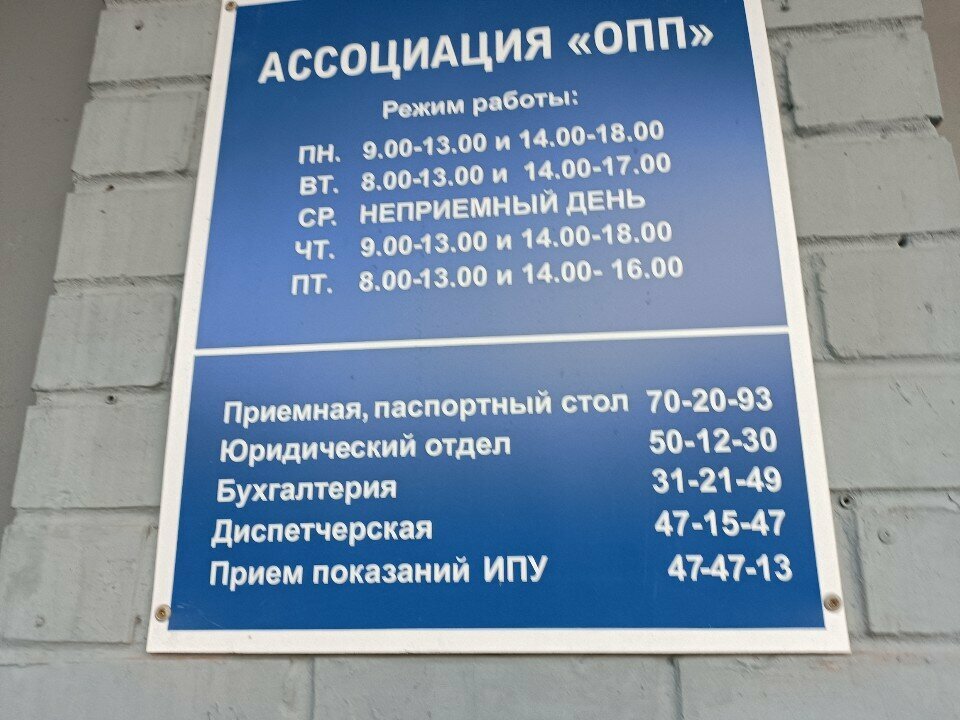 АССОЦИАЦИЯ «ОПП»
Режим работы:
ПН. 9.00-13.00 и 14.00-18.00
ВТ. 8.00-13.00 и 14.00-17.00
СР. НЕПРИЕМНЫЙ ДЕНЬ
ЧТ. 9.00-13.00 и 14.00-18.00
ПТ. 8.00-13.00 и 14.00- 16.00
Приемная, паспортный стол 70-20-93
Юридический отдел 50-12-30
Бухгалтерия 31-21-49
Диспетчерская 47-15-47
Прием показаний ИПУ 47-47-13